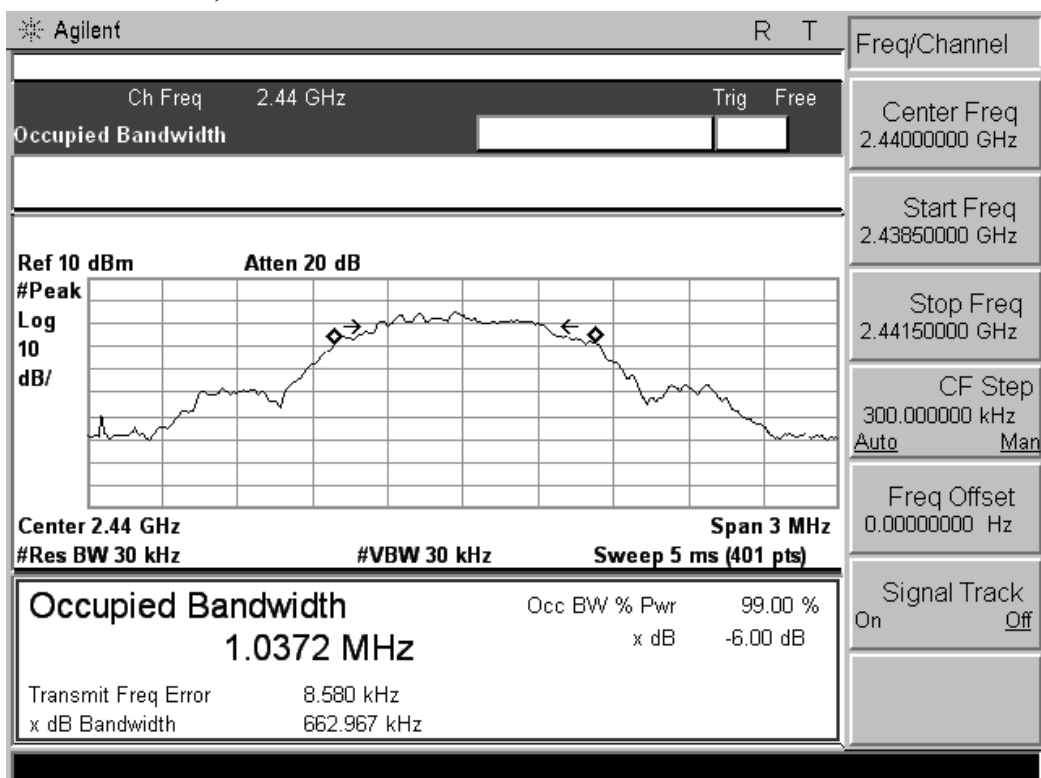 Agilent R T
Ch Freq 2.44 GHz Trig Free
Occupied Bandwidth
Ref 10 dBm Atten 20 dB
#Peak
Log
10
dB/
Center 2.44 GHz Span 3 MHz
#Res BW 30 kHz #VBW 30 kHz Sweep 5 ms (401 pts)
Occupied Bandwidth
1.0372 MHz
Occ BW % Pwr 99.00 %
x dB -6.00 dB
Transmit Freq Error 8.580 kHz
x dB Bandwidth 662.967 kHz
Freq/Channel
Center Freq
2.44000000 GHz
Start Freq
2.43850000 GHz
Stop Freq
2.44150000 GHz
CF Step
300.000000 kHz
Auto Man
Freq Offset
0.00000000 Hz
Signal Track
On Off